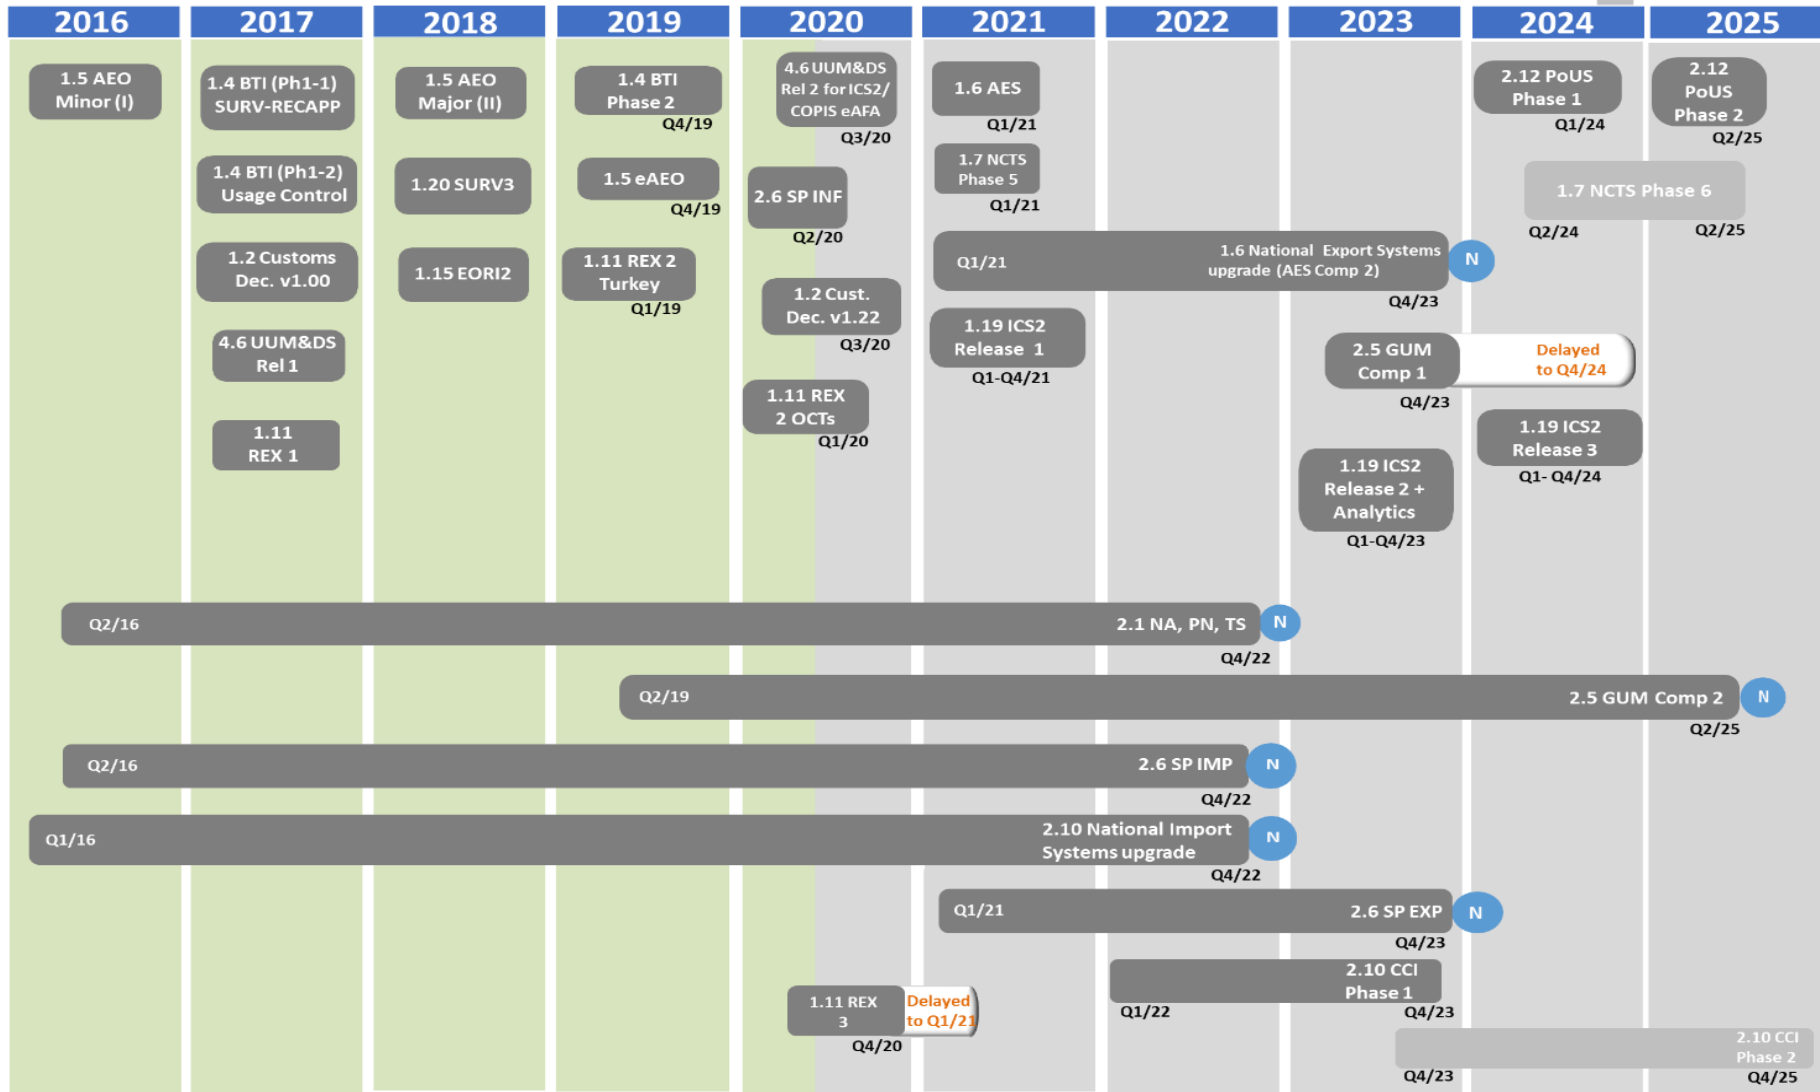 2016 2017 2018 2019 2020 2021 2022 2023 2024 2025
1.5 AEO
Minor (I)
1.4 BTI (Ph1-1)
SURV-RECAPP
1.5 AEO
Major (II)
1.4 BTI
Phase 2
Q4/19
4.6 UUM&DS
Rel 2 for ICS2/
COPIS eAFA
Q3/20
1.6 AES
Q1/21
2.12 PoUS
Phase 1
Q1/24
2.12
PoUS
Phase 2
Q2/25
1.4 BTI (Ph1-2)
Usage Control
1.20 SURV3
1.5 eAEO
Q4/19
2.6 SP INF
Q2/20
1.7 NCTS
Phase 5
Q1/21
1.7 NCTS Phase 6
Q2/24
Q2/25
1.2 Customs
Dec. v1.00
1.15 EORI2
1.11 REX 2
Turkey
Q1/19
1.2 Cust.
Dec. v1.22
Q3/20
Q1/21
1.6 National Export Systems
upgrade (AES Comp 2)
N
Q4/23
4.6 UUM&DS
Rel 1
1.19 ICS2
Release 1
Q1-Q4/21
2.5 GUM
Comp 1
Q4/23
Delayed
to Q4/24
1.11
REX 1
1.11 REX
2 OCTs
Q1/20
1.19 ICS2
Release 3
Q1- Q4/24
1.19 ICS2
Release 2 +
Analytics
Q1-Q4/23
Q2/16
2.1 NA, PN, TS
N
Q4/22
Q2/19
2.5 GUM Comp 2
N
Q2/25
Q2/16
2.6 SP IMP
N
Q4/22
Q1/16
2.10 National Import
Systems upgrade
N
Q4/22
Q1/21
2.6 SP EXP
N
Q4/23
2.10 CCI
Phase 1
Q1/22
Q4/23
1.11 REX
3
Q4/20
Delayed
to Q1/21
2.10 CCI
Phase 2
Q4/23
Q4/25